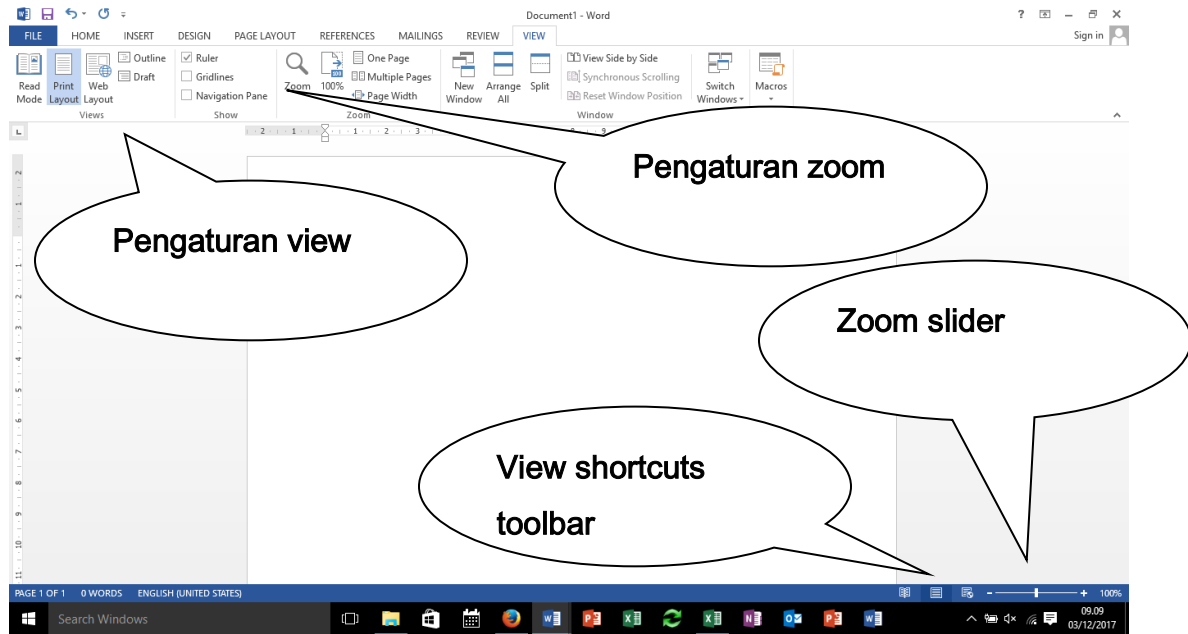 Document1 - Word
FILE HOME INSERT DESIGN PAGE LAYOUT REFERENCES MAILINGS REVIEW VIEW Sign in
Read Mode
Print Layout
Web Layout
Outline
Draft
Views
Ruler
Gridlines
Navigation Pane
Show
Zoom
100%
One Page
Multiple Pages
Page Width
Zoom
New Window
Arrange All
Split
View Side by Side
Synchronous Scrolling
Reset Window Position
Window
Switch Windows
Macros
Pengaturan zoom
Pengaturan view
Zoom slider
View shortcuts
toolbar
PAGE 1 OF 1 0 WORDS ENGLISH (UNITED STATES) 100%
Search Windows
09.09
03/12/2017